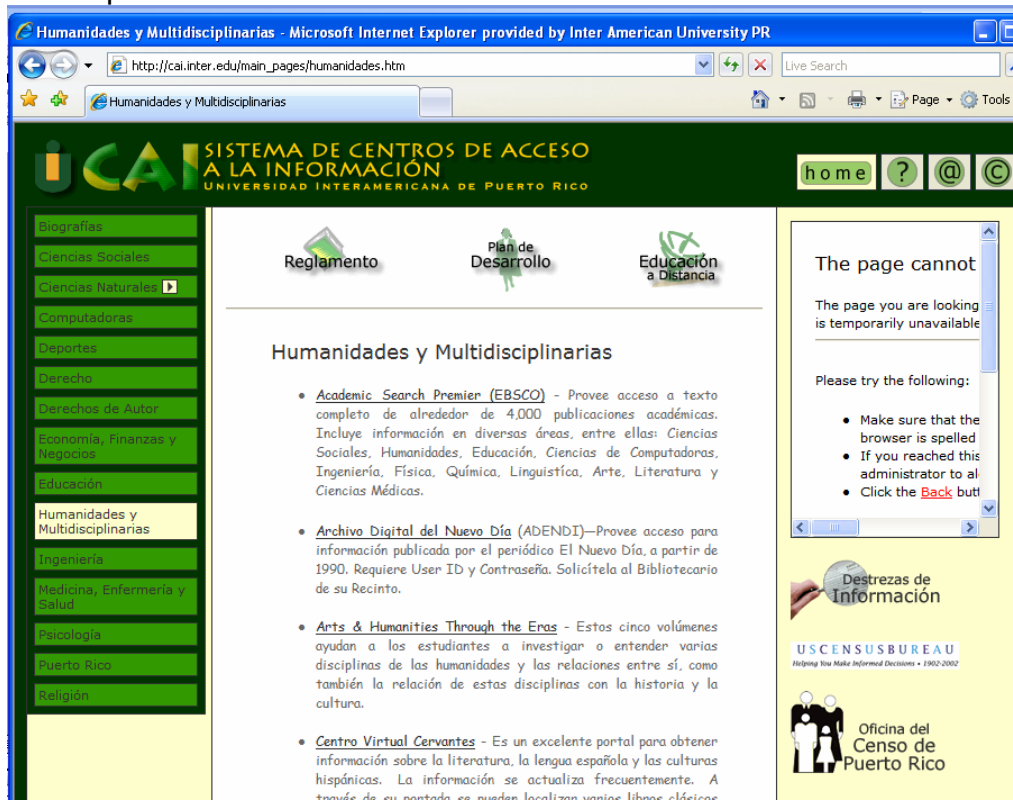 Humanidades y Multidisciplinarias - Microsoft Internet Explorer provided by Inter American University PR
http://cai.inter.edu/main_pages/humanidades.htm
Live Search
Humanidades y Multidisciplinarias
Page
Tools
CAI
SISTEMA DE CENTROS DE ACCESO
A LA INFORMACIÓN
UNIVERSIDAD INTERAMERICANA DE PUERTO RICO
home ? @ ©
Biografías
Ciencias Sociales
Ciencias Naturales
Computadoras
Deportes
Derecho
Derechos de Autor
Economía, Finanzas y
Negocios
Educación
Humanidades y
Multidisciplinarias
Ingeniería
Medicina, Enfermería y
Salud
Psicología
Puerto Rico
Religión
Reglamento
Plan de
Desarrollo
Educación
a Distancia
Humanidades y Multidisciplinarias
• Academic Search Premier (EBSCO) - Provee acceso a texto
completo de alrededor de 4,000 publicaciones académicas.
Incluye información en diversas áreas, entre ellas: Ciencias
Sociales, Humanidades, Educación, Ciencias de Computadoras,
Ingeniería, Física, Química, Linguistíca, Arte, Literatura y
Ciencias Médicas.
• Archivo Digital del Nuevo Día (ADENDI)—Provee acceso para
información publicada por el periódico El Nuevo Día, a partir de
1990. Requiere User ID y Contraseña. Solicítela al Bibliotecario
de su Recinto.
• Arts & Humanities Through the Eras - Estos cinco volúmenes
ayudan a los estudiantes a investigar o entender varias
disciplinas de las humanidades y las relaciones entre sí, como
también la relación de estas disciplinas con la historia y la
cultura.
• Centro Virtual Cervantes - Es un excelente portal para obtener
información sobre la literatura, la lengua española y las culturas
hispánicas. La información se actualiza frecuentemente. A
través de su portada se pueden localizar varios libros clásicos
The page cannot
The page you are looking
is temporarily unavailable
Please try the following:
• Make sure that the
browser is spelled
• If you reached this
administrator to al
• Click the Back butt
Destrezas de
Información
USCENSUSBUREAU
Helping You Make Informed Decisions • 1902-2002
Oficina del
Censo de
Puerto Rico